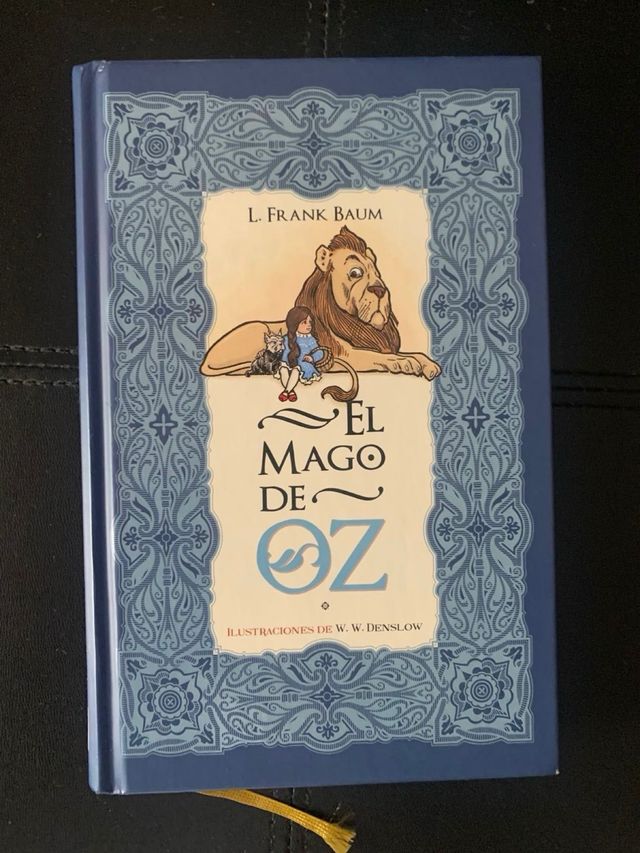 L. Frank Baum
El
Mago
de
Oz
Ilustraciones de W. W. Denslow